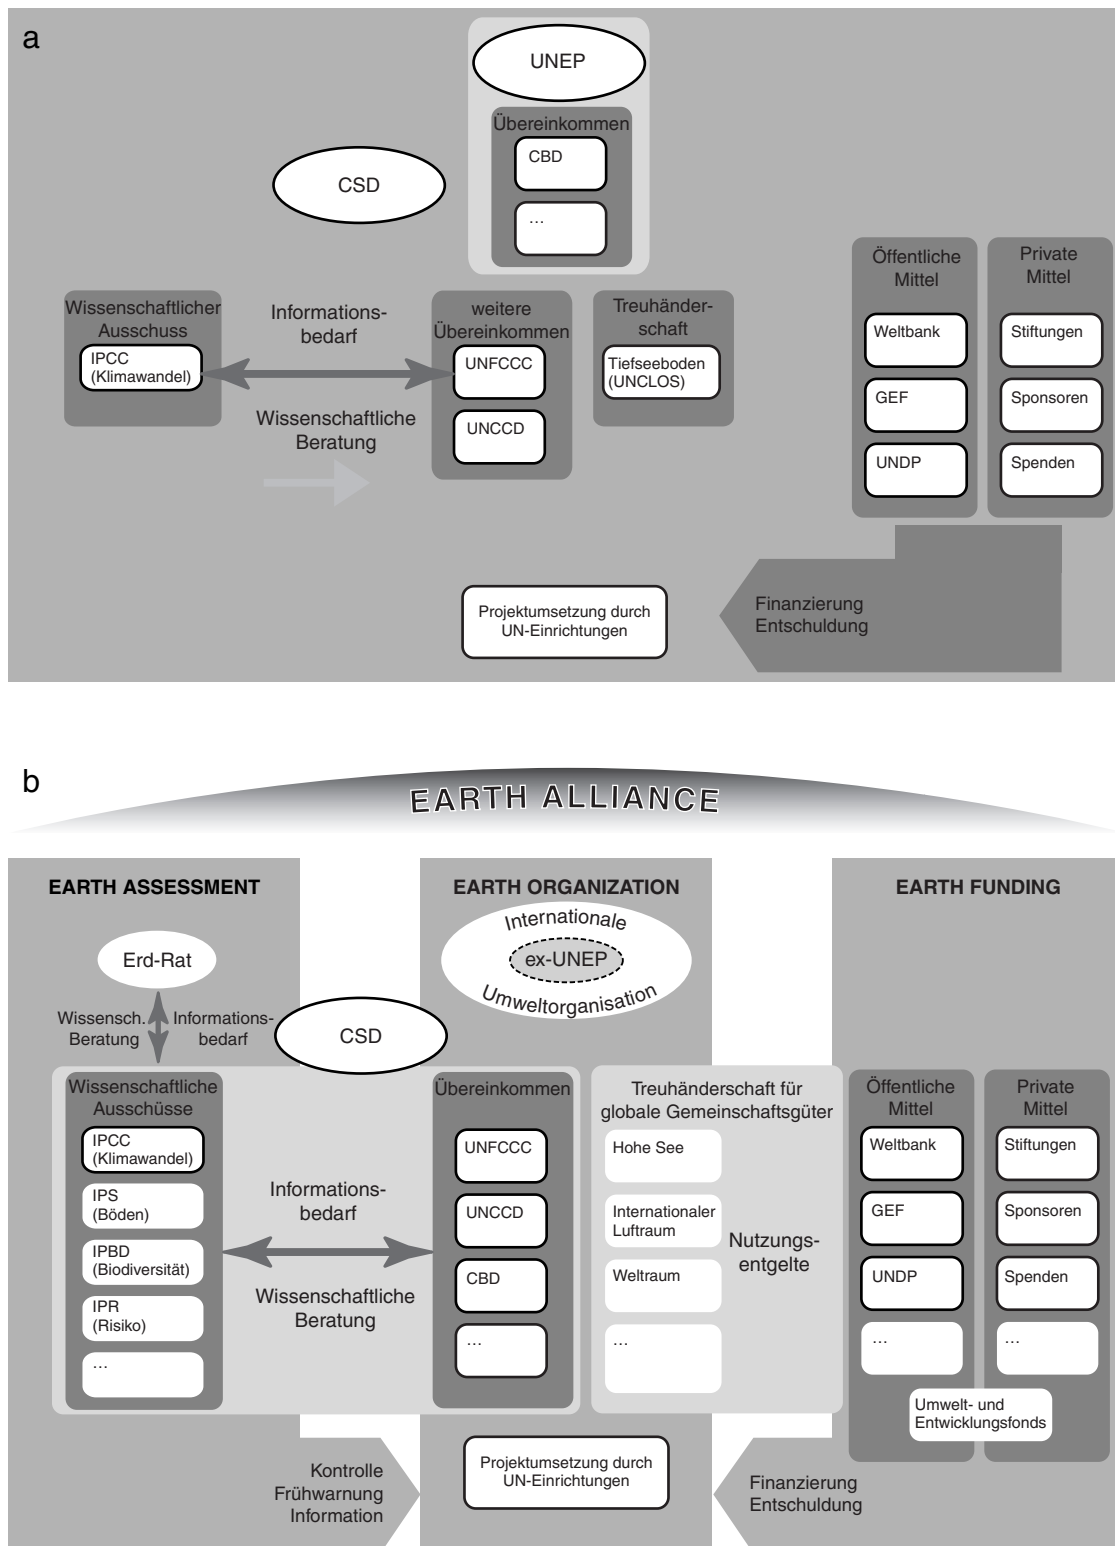 a
UNEP
Übereinkommen
CBD
…
CSD
Wissenschaftlicher
Ausschuss
IPCC
(Klimawandel)
Informations-
bedarf
Wissenschaftliche
Beratung
weitere
Übereinkommen
UNFCCC
UNCCD
Treuhänder-
schaft
Tiefseeboden
(UNCLOS)
Öffentliche
Mittel
Weltbank
GEF
UNDP
Private
Mittel
Stiftungen
Sponsoren
Spenden
Projektumsetzung durch
UN-Einrichtungen
Finanzierung
Entschuldung
b
EARTH ALLIANCE
EARTH ASSESSMENT
Erd-Rat
Wissensch.
Beratung
Informations-
bedarf
Wissenschaftliche
Ausschüsse
IPCC
(Klimawandel)
IPS
(Böden)
IPBD
(Biodiversität)
IPR
(Risiko)
…
CSD
Informations-
bedarf
Wissenschaftliche
Beratung
EARTH ORGANIZATION
Internationale
ex-UNEP
Umweltorganisation
Übereinkommen
UNFCCC
UNCCD
CBD
…
Treuhänderschaft für
globale Gemeinschaftsgüter
Hohe See
Internationaler
Luftraum
Weltraum
…
Nutzungs-
entgelte
EARTH FUNDING
Öffentliche
Mittel
Weltbank
GEF
UNDP
…
Private
Mittel
Stiftungen
Sponsoren
Spenden
…
Umwelt- und
Entwicklungsfonds
Kontrolle
Frühwarnung
Information
Projektumsetzung durch
UN-Einrichtungen
Finanzierung
Entschuldung